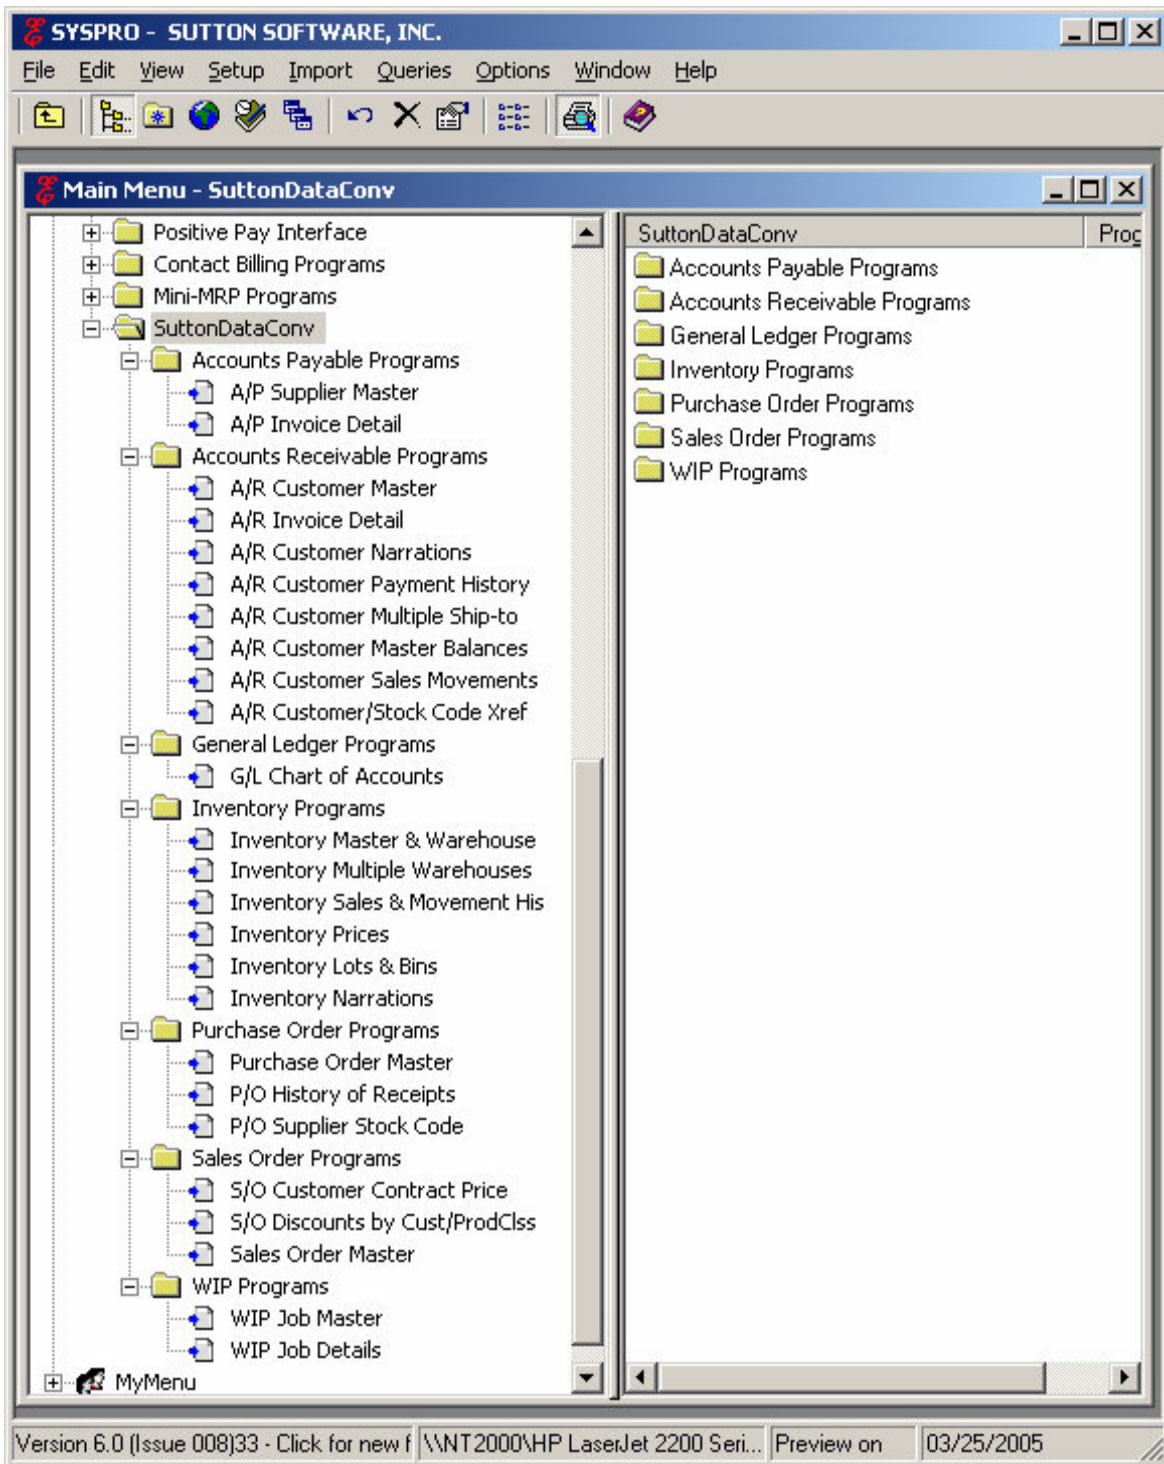 SYSPRO - SUTTON SOFTWARE, INC.
File Edit View Setup Import Queries Options Window Help
Main Menu - SuttonDataConv
Positive Pay Interface
Contact Billing Programs
Mini-MRP Programs
SuttonDataConv
Accounts Payable Programs
A/P Supplier Master
A/P Invoice Detail
Accounts Receivable Programs
A/R Customer Master
A/R Invoice Detail
A/R Customer Narrations
A/R Customer Payment History
A/R Customer Multiple Ship-to
A/R Customer Master Balances
A/R Customer Sales Movements
A/R Customer/Stock Code Xref
General Ledger Programs
G/L Chart of Accounts
Inventory Programs
Inventory Master & Warehouse
Inventory Multiple Warehouses
Inventory Sales & Movement His
Inventory Prices
Inventory Lots & Bins
Inventory Narrations
Purchase Order Programs
Purchase Order Master
P/O History of Receipts
P/O Supplier Stock Code
Sales Order Programs
S/O Customer Contract Price
S/O Discounts by Cust/ProdClss
Sales Order Master
WIP Programs
WIP Job Master
WIP Job Details
MyMenu
SuttonDataConv Prog
Accounts Payable Programs
Accounts Receivable Programs
General Ledger Programs
Inventory Programs
Purchase Order Programs
Sales Order Programs
WIP Programs
Version 6.0 (Issue 008)33 - Click for new f \\NT2000\HP LaserJet 2200 Seri... Preview on 03/25/2005